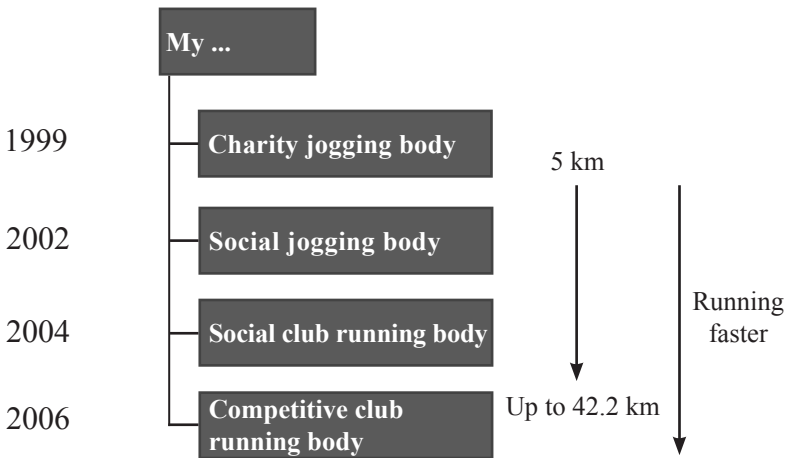 My ...
1999
Charity jogging body
5 km
2002
Social jogging body
2004
Social club running body
Running
faster
2006
Competitive club
running body
Up to 42.2 km